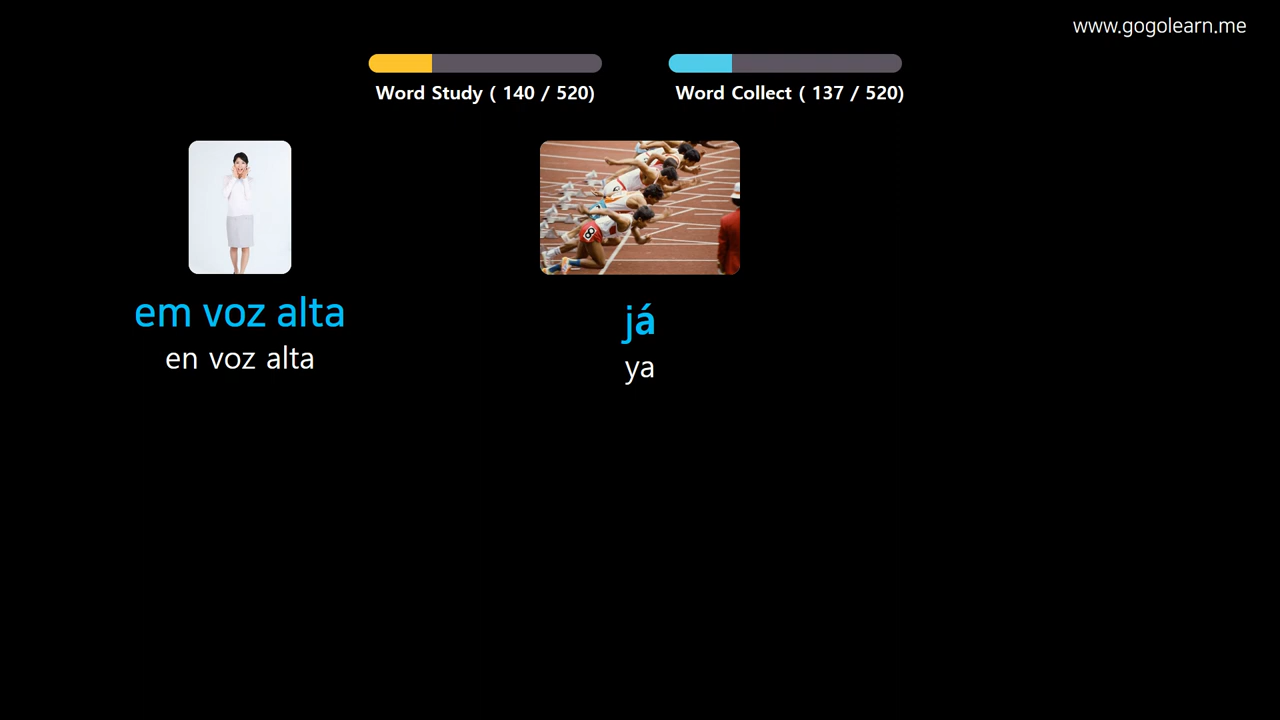 www.gogolearn.me
Word Study ( 140 / 520)
Word Collect ( 137 / 520)
em voz alta
en voz alta
já
ya